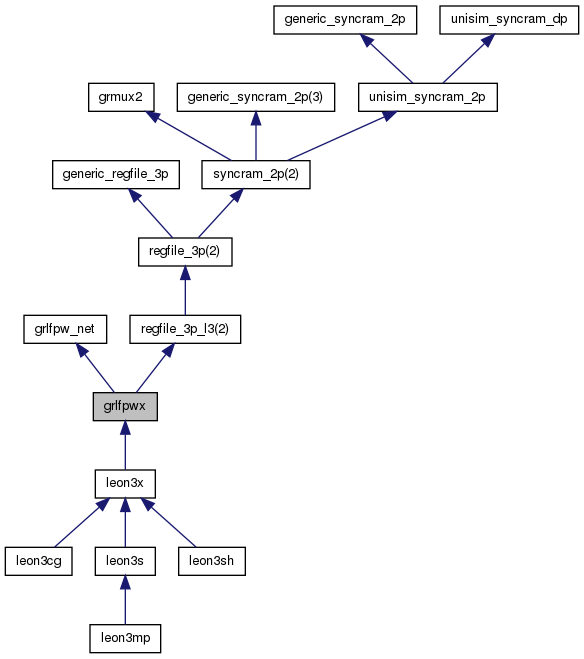 generic_syncram_2p
unisim_syncram_dp
grmux2
generic_syncram_2p(3)
unisim_syncram_2p
generic_regfile_3p
syncram_2p(2)
regfile_3p(2)
grlfpw_net
regfile_3p_l3(2)
grlfpwx
leon3x
leon3cg
leon3s
leon3sh
leon3mp